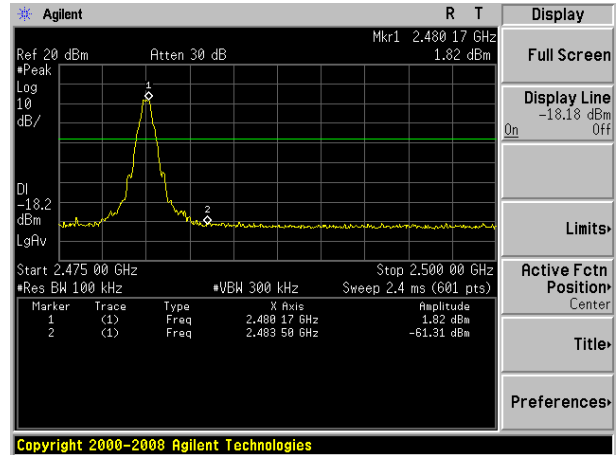 Agilent R T Display
Mkr1 2.480 17 GHz
Ref 20 dBm Atten 30 dB 1.82 dBm
#Peak
Log
10
dB/
1
2
DI
-18.2
dBm
LgAv
Start 2.475 00 GHz Stop 2.500 00 GHz
#Res BW 100 kHz #VBW 300 kHz Sweep 2.4 ms (601 pts)
Marker Trace Type X Axis Amplitude
1 (1) Freq 2.480 17 GHz 1.82 dBm
2 (1) Freq 2.483 50 GHz -61.31 dBm
Full Screen
Display Line
-18.18 dBm
On Off
Limits
Active Fctn
Position
Center
Title
Preferences
Copyright 2000-2008 Agilent Technologies